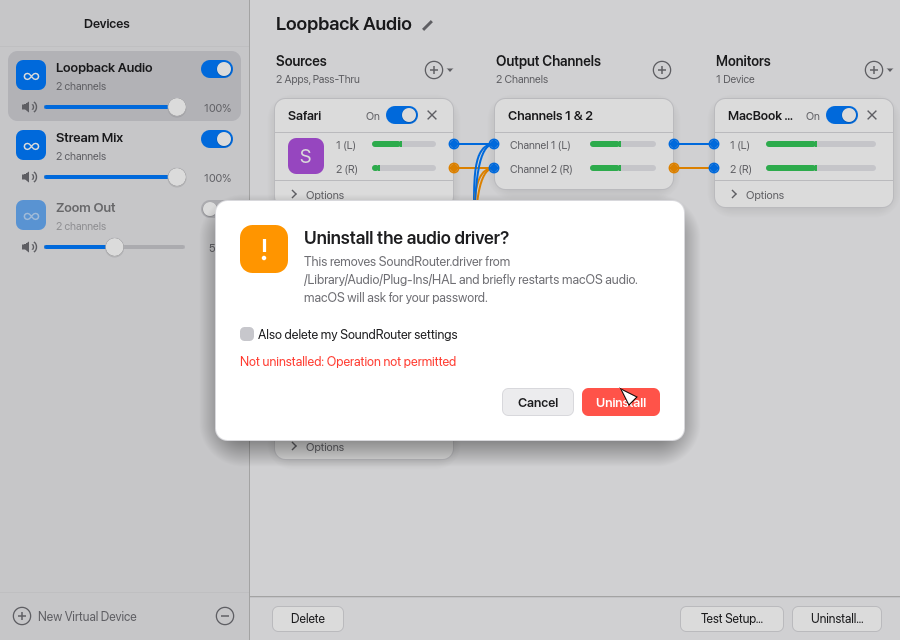 Devices
Loopback Audio
2 channels
100%
Stream Mix
2 channels
100%
Zoom Out
2 channels
5
New Virtual Device
Loopback Audio
Sources
2 Apps, Pass-Thru
Output Channels
2 Channels
Monitors
1 Device
Safari
On
S
1 (L)
2 (R)
Options
Channels 1 & 2
Channel 1 (L)
Channel 2 (R)
MacBook ...
On
1 (L)
2 (R)
Options
!
Uninstall the audio driver?
This removes SoundRouter.driver from
/Library/Audio/Plug-Ins/HAL and briefly restarts macOS audio.
macOS will ask for your password.
Also delete my SoundRouter settings
Not uninstalled: Operation not permitted
Cancel
Uninstall
Options
Delete
Test Setup...
Uninstall...